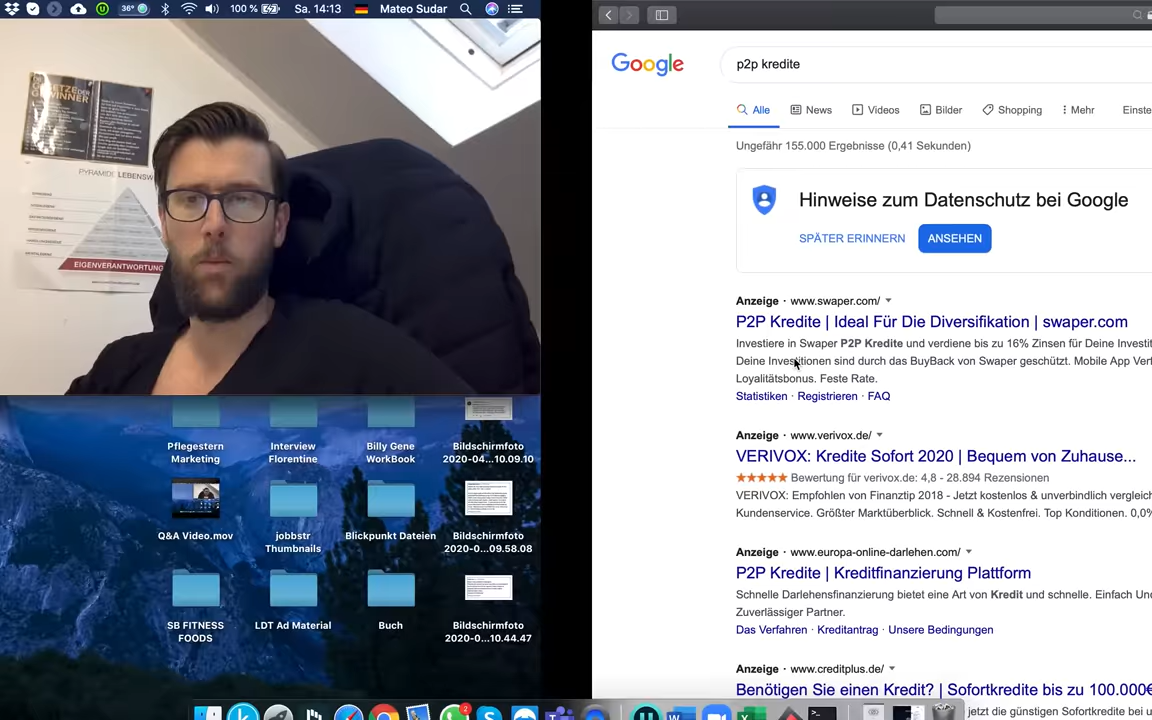 36°
100 %
Sa. 14:13
Mateo Sudar
GESETZE DER
GEWINNER
PYRAMIDE LEBENSW
EIGENVERANTWORTUNG
Pflegestern
Marketing
Interview
Florentine
Billy Gene
WorkBook
Bildschirmfoto
2020-04...10.09.10
Q&A Video.mov
jobbstr
Thumbnails
Blickpunkt Dateien
Bildschirmfoto
2020-0...09.58.08
SB FITNESS
FOODS
LDT Ad Material
Buch
Bildschirmfoto
2020-0...10.44.47
2
Google
p2p kredite
Alle
News
Videos
Bilder
Shopping
Mehr
Einste
Ungefähr 155.000 Ergebnisse (0,41 Sekunden)
Hinweise zum Datenschutz bei Google
SPÄTER ERINNERN
ANSEHEN
Anzeige · www.swaper.com/
P2P Kredite | Ideal Für Die Diversifikation | swaper.com
Investiere in Swaper P2P Kredite und verdiene bis zu 16% Zinsen für Deine Investit
Deine Investitionen sind durch das BuyBack von Swaper geschützt. Mobile App Verf
Loyalitätsbonus. Feste Rate.
Statistiken · Registrieren · FAQ
Anzeige · www.verivox.de/
VERIVOX: Kredite Sofort 2020 | Bequem von Zuhause...
Bewertung für verivox.de: 4,8 - 28.894 Rezensionen
VERIVOX: Empfohlen von Finanztip 2018 - Jetzt kostenlos & unverbindlich vergleich
Kundenservice. Größter Marktüberblick. Schnell & Kostenfrei. Top Konditionen. 0,0%
Anzeige · www.europa-online-darlehen.com/
P2P Kredite | Kreditfinanzierung Plattform
Schnelle Darlehensfinanzierung bietet eine Art von Kredit und schnelle. Einfach Und
Zuverlässiger Partner.
Das Verfahren · Kreditantrag · Unsere Bedingungen
Anzeige · www.creditplus.de/
Benötigen Sie einen Kredit? | Sofortkredite bis zu 100.000€
jetzt die günstigen Sofortkredite bei u